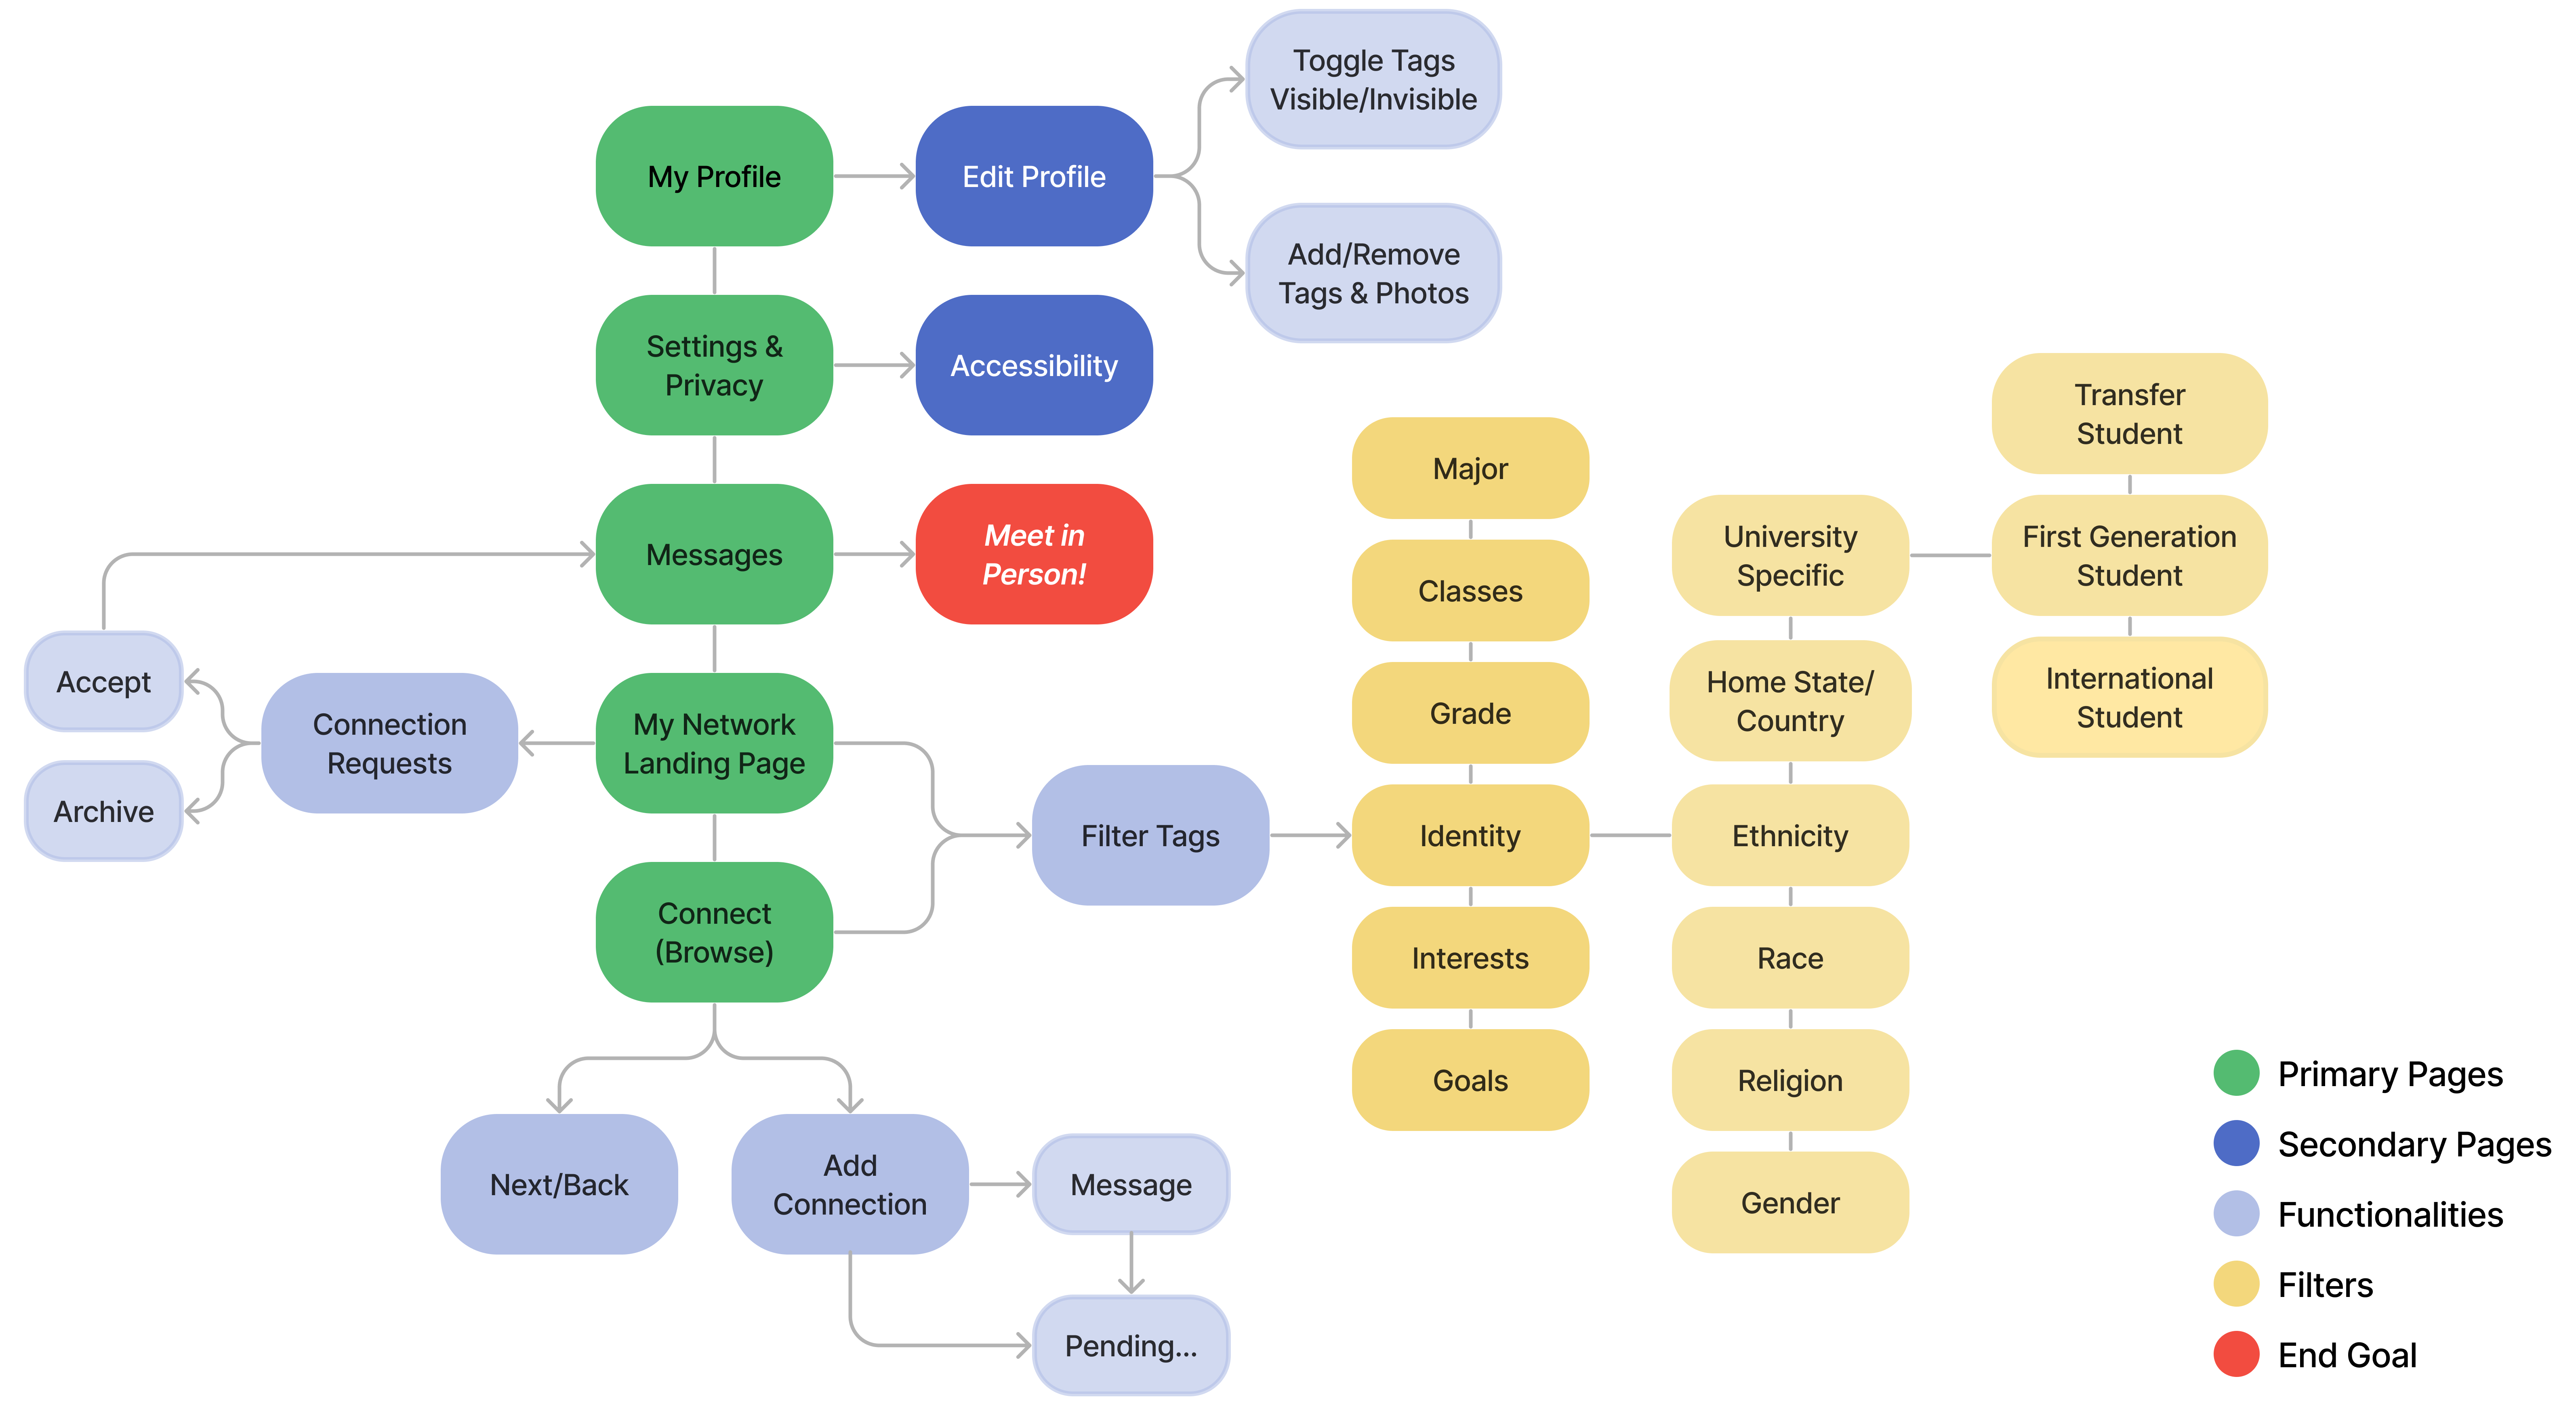 Toggle Tags
Visible/Invisible
My Profile
Edit Profile
Add/Remove
Tags & Photos
Settings &
Privacy
Accessibility
Messages
Meet in
Person!
Accept
Archive
Connection
Requests
My Network
Landing Page
Connect
(Browse)
Filter Tags
Next/Back
Add
Connection
Message
Pending...
Major
Classes
Grade
Identity
Interests
Goals
University
Specific
Home State/
Country
Ethnicity
Race
Religion
Gender
Transfer
Student
First Generation
Student
International
Student
Primary Pages
Secondary Pages
Functionalities
Filters
End Goal